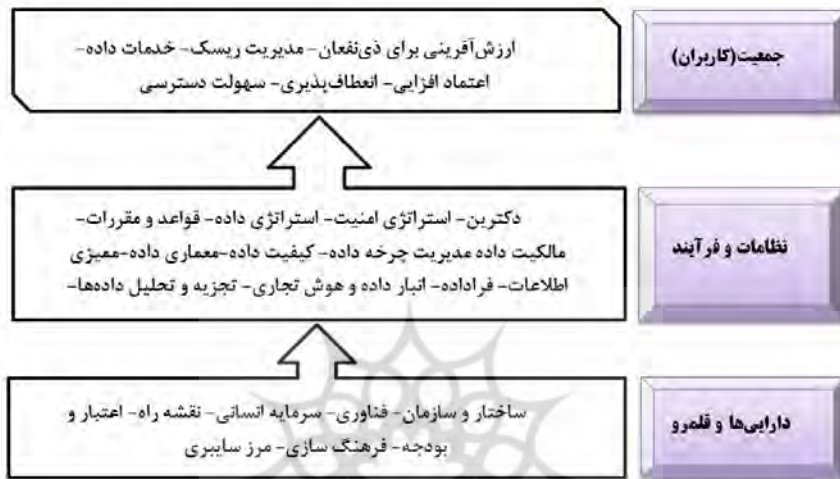 جمعیت(کاربران)
ارزش‌آفرینی برای ذی‌نفعان- مدیریت ریسک- خدمات داده-
اعتماد افزایی- انعطاف‌پذیری- سهولت دسترسی
نظامات و فرآیند
دکترین- استراتژی امنیت- استراتژی داده- قواعد و مقررات-
مالکیت داده مدیریت چرخه داده- کیفیت داده-معماری داده-ممیزی
اطلاعات- فراداده- انبار داده و هوش تجاری- تجزیه و تحلیل داده‌ها-
دارایی‌ها و قلمرو
ساختار و سازمان- فناوری- سرمایه انسانی- نقشه راه- اعتبار و
بودجه- فرهنگ سازی- مرز سایبری